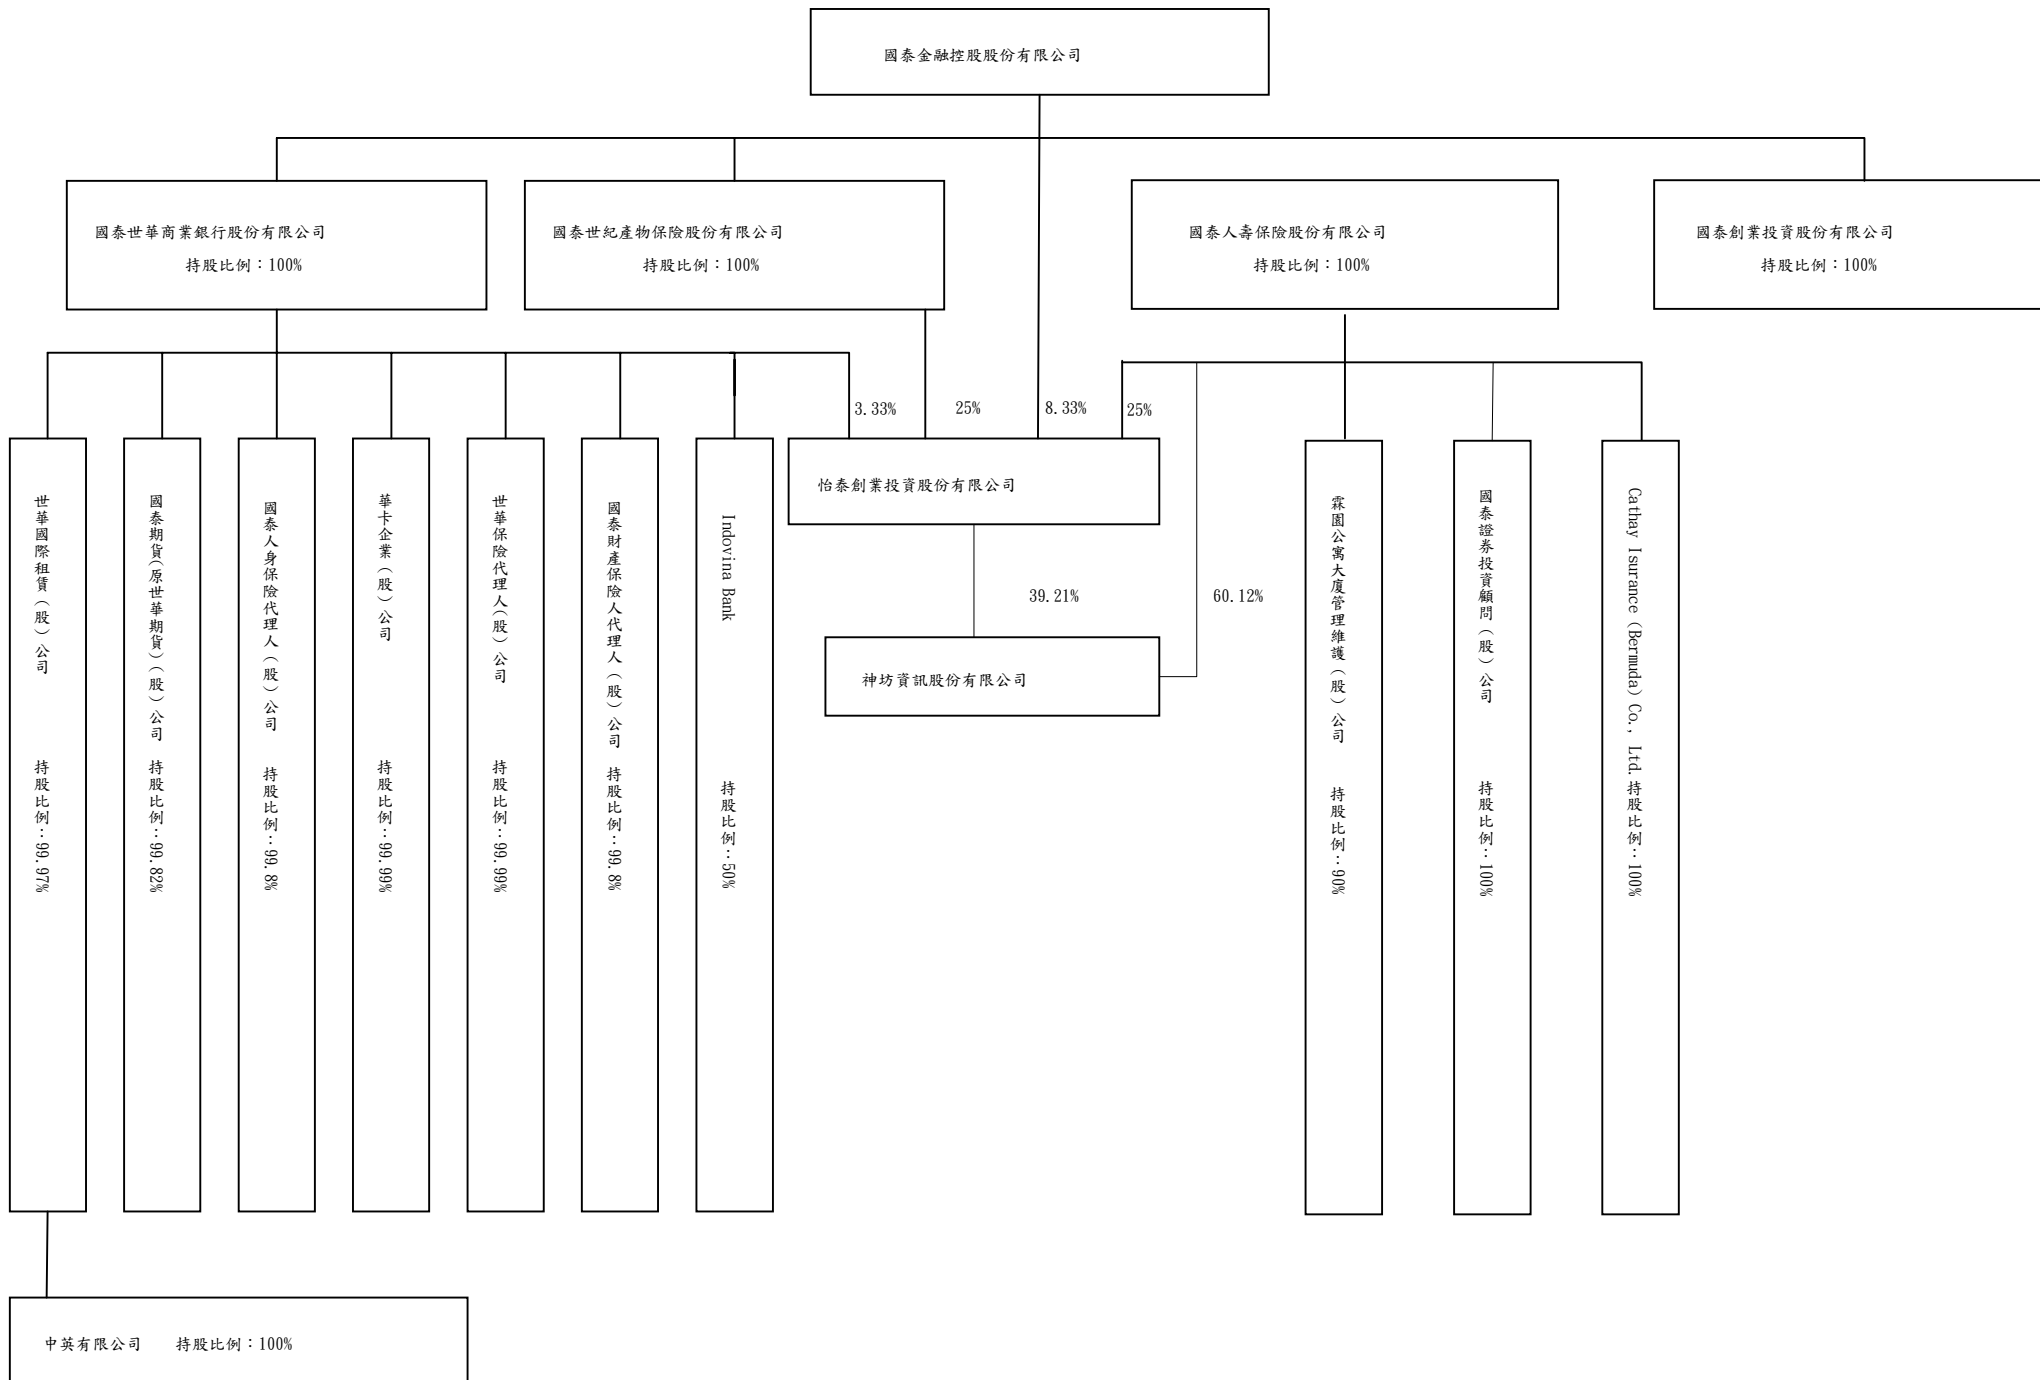 國泰金融控股股份有限公司
國泰世華商業銀行股份有限公司
持股比例：100%
國泰世紀產物保險股份有限公司
持股比例：100%
國泰人壽保險股份有限公司
持股比例：100%
國泰創業投資股份有限公司
持股比例：100%
3.33%
25%
8.33%
25%
世華國際租賃（股）公司 持股比例：99.97%
國泰期貨(原世華期貨)（股）公司 持股比例：99.82%
國泰人身保險代理人（股）公司 持股比例：99.8%
華卡企業（股）公司 持股比例：99.99%
世華保險代理人(股）公司 持股比例：99.99%
國泰財產保險人代理人（股）公司 持股比例：99.8%
Indovina Bank 持股比例：50%
怡泰創業投資股份有限公司
39.21%
60.12%
神坊資訊股份有限公司
霖園公寓大廈管理維護（股）公司 持股比例：90%
國泰證券投資顧問（股）公司 持股比例：100%
Cathay Isurance (Bermuda) Co., Ltd. 持股比例：100%
中英有限公司 持股比例：100%